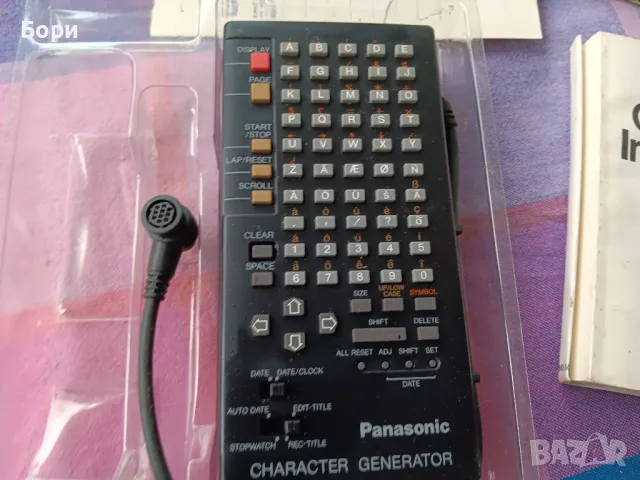 Бори
DISPLAY A B C D E
PAGE F G H I J
K L M N O
P Q R S T
START/STOP U V W X Y
LAP/RESET Z Ä Æ Ø Ñ
SCROLL
CLEAR 1 2 3 4 5
SPACE 6 7 8 9 0
SIZE UP/LOW CASE SYMBOL
SHIFT DELETE
ALL RESET ADJ SHIFT SET
DATE
DATE DATE/CLOCK
AUTO DATE EDIT-TITLE
STOPWATCH REC-TITLE
Panasonic
CHARACTER GENERATOR
BAZAR
bg